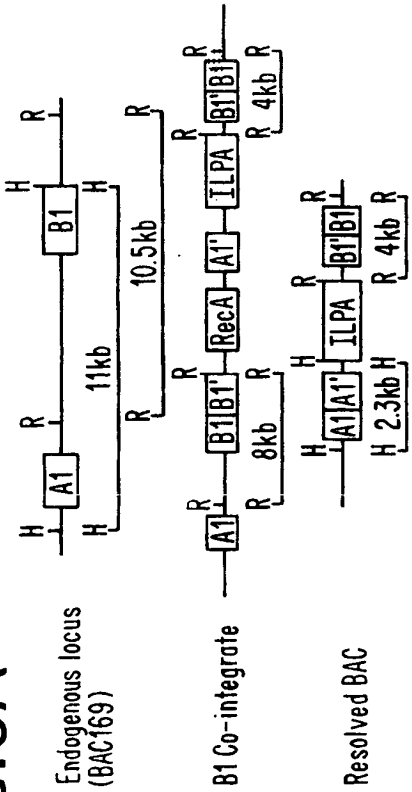 H R H R
A1 B1
Endogenous locus
(BAC169)
H 11kb H
R 10.5kb R
R R R R
A1 B1 B1' RecA A1' ILPA B1' B1
B1 Co-integrate
R 8kb R R 4kb R
H H R R
A1 A1' ILPA B1' B1
Resolved BAC
H 2.3kb H R 4kb R